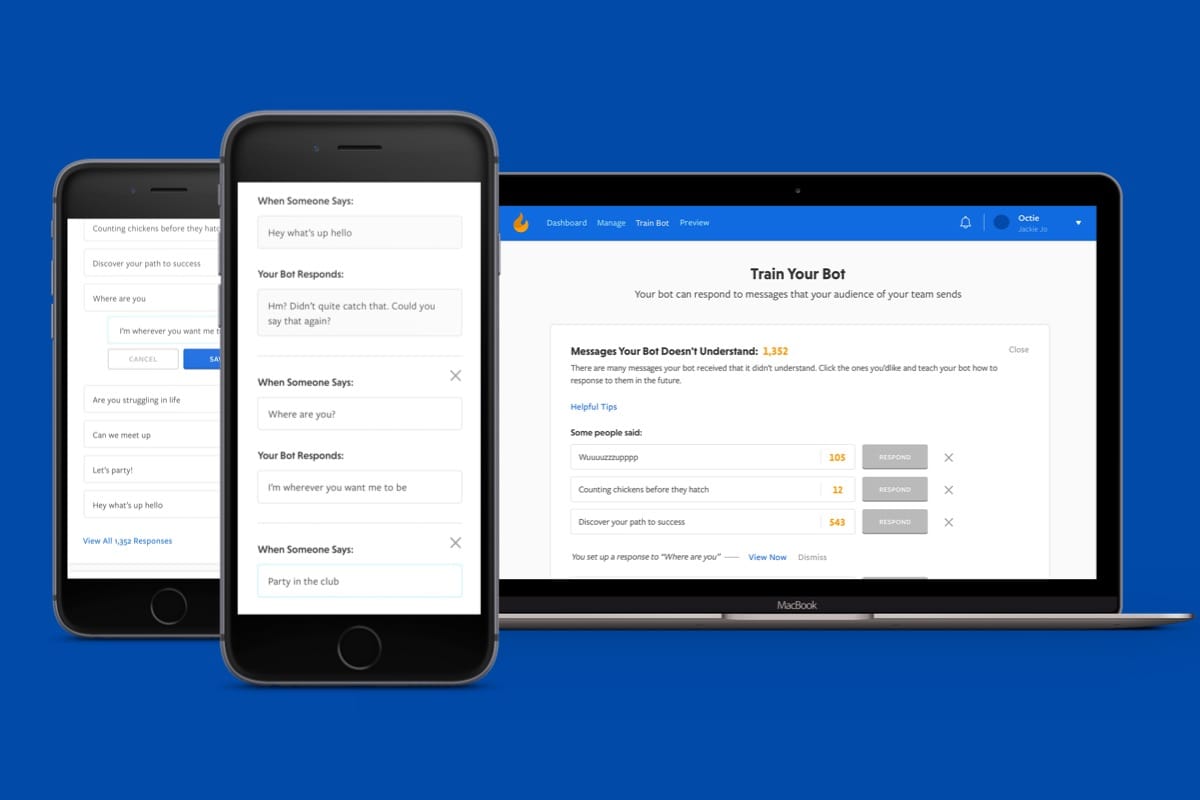 Counting chickens before they hatc
Discover your path to success
Where are you
I'm wherever you want me t
CANCEL
Are you struggling in life
Can we meet up
Let's party!
Hey what's up hello
View All 1,352 Responses
When Someone Says:
Hey what's up hello
Your Bot Responds:
Hm? Didn't quite catch that. Could you
say that again?
When Someone Says:
Where are you?
Your Bot Responds:
I'm wherever you want me to be
When Someone Says:
Party in the club
Dashboard Manage Train Bot Preview
Octie
Jackie Jo
Train Your Bot
Your bot can respond to messages that your audience of your team sends
Messages Your Bot Doesn't Understand: 1,352
Close
There are many messages your bot received that it didn't understand. Click the ones you'dlike and teach your bot how to
response to them in the future.
Helpful Tips
Some people said:
Wuuuuzzzupppp 105 RESPOND
Counting chickens before they hatch 12 RESPOND
Discover your path to success 543 RESPOND
You set up a response to "Where are you" View Now Dismiss
MacBook